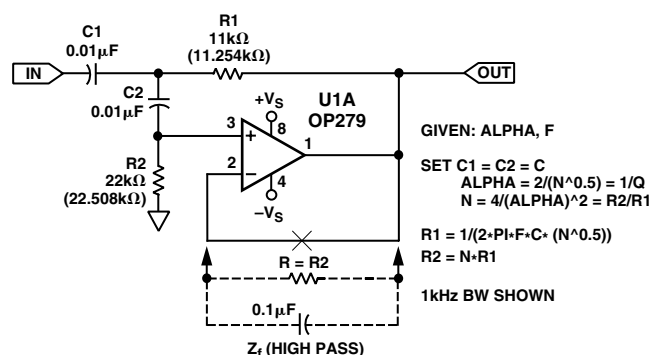 R1
11kΩ
(11.254kΩ)
C1
0.01μF
IN
OUT
C2
0.01μF
+VS
U1A
OP279
3
+
8
1
2
–
4
–VS
R2
22kΩ
(22.508kΩ)
GIVEN: ALPHA, F
SET C1 = C2 = C
ALPHA = 2/(N^0.5) = 1/Q
N = 4/(ALPHA)^2 = R2/R1
R1 = 1/(2*PI*F*C* (N^0.5))
R2 = N*R1
1kHz BW SHOWN
R = R2
0.1μF
Zf (HIGH PASS)